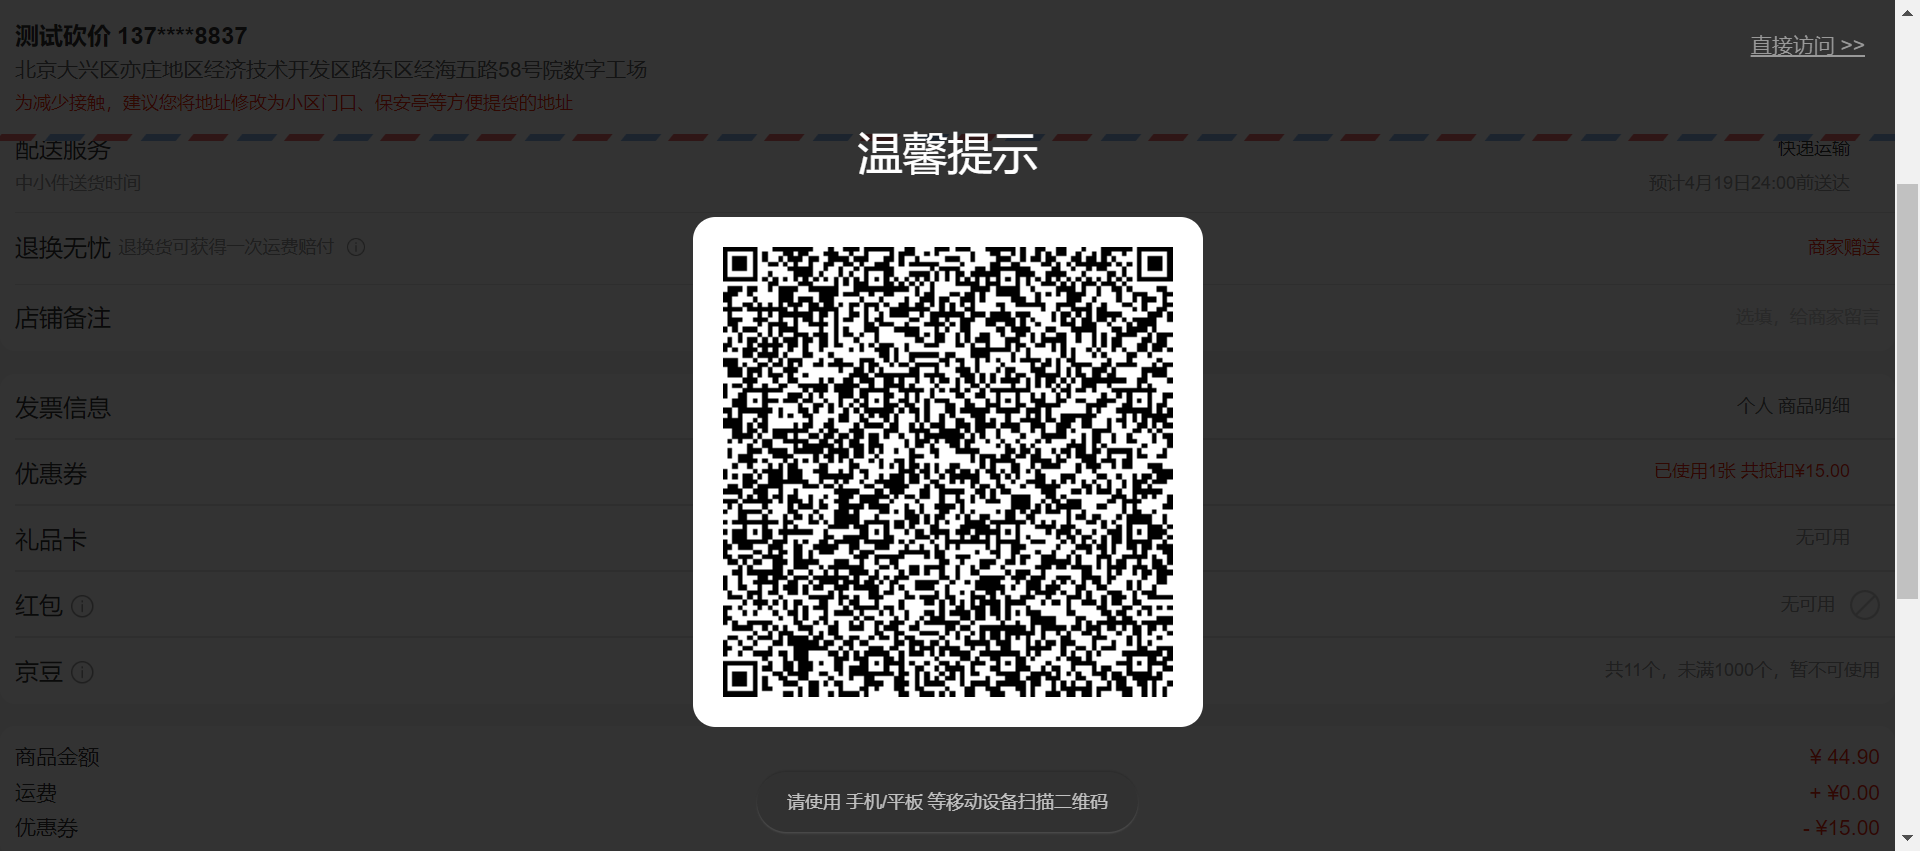 测试砍价 137****8837
直接访问 >>
北京大兴区亦庄地区经济技术开发区路东区经海五路58号院数字工场
为减少接触，建议您将地址修改为小区门口、保安亭等方便提货的地址
温馨提示
配送服务 快递运输
中小件送货时间 预计4月19日24:00前送达
退换无忧 退换货可获得一次运费赔付 商家赠送
店铺备注 选填，给商家留言
发票信息 个人 商品明细
优惠券 已使用1张 共抵扣¥15.00
礼品卡 无可用
红包 无可用
京豆 共11个，未满1000个，暂不可使用
商品金额 ¥ 44.90
运费 + ¥0.00
请使用 手机/平板 等移动设备扫描二维码
优惠券 - ¥15.00